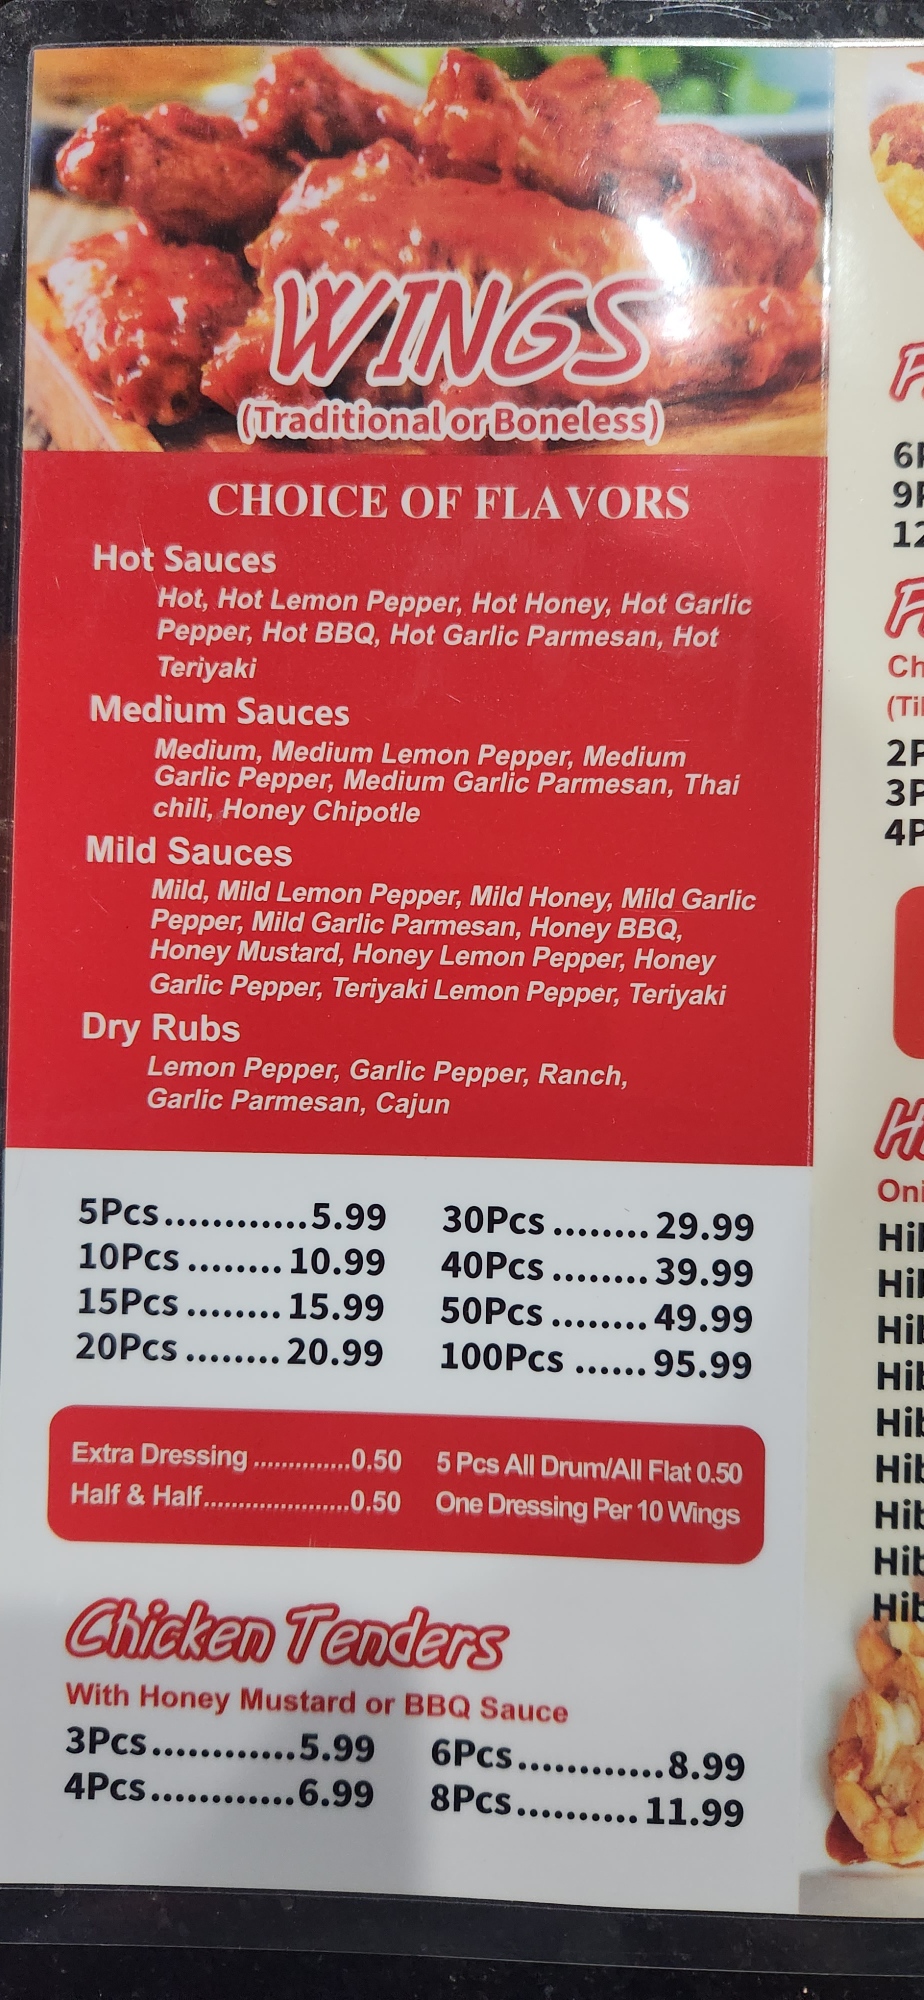 WINGS
(Traditional or Boneless)
CHOICE OF FLAVORS
Hot Sauces
Hot, Hot Lemon Pepper, Hot Honey, Hot Garlic
Pepper, Hot BBQ, Hot Garlic Parmesan, Hot
Teriyaki
Medium Sauces
Medium, Medium Lemon Pepper, Medium
Garlic Pepper, Medium Garlic Parmesan, Thai
chili, Honey Chipotle
Mild Sauces
Mild, Mild Lemon Pepper, Mild Honey, Mild Garlic
Pepper, Mild Garlic Parmesan, Honey BBQ,
Honey Mustard, Honey Lemon Pepper, Honey
Garlic Pepper, Teriyaki Lemon Pepper, Teriyaki
Dry Rubs
Lemon Pepper, Garlic Pepper, Ranch,
Garlic Parmesan, Cajun
5Pcs............5.99
10Pcs ........ 10.99
15Pcs ........ 15.99
20Pcs ........ 20.99
30Pcs ........ 29.99
40Pcs ........ 39.99
50Pcs ........ 49.99
100Pcs ...... 95.99
Extra Dressing ..............0.50
Half & Half.....................0.50
5 Pcs All Drum/All Flat 0.50
One Dressing Per 10 Wings
Chicken Tenders
With Honey Mustard or BBQ Sauce
3Pcs............5.99
4Pcs............6.99
6Pcs............8.99
8Pcs.......... 11.99